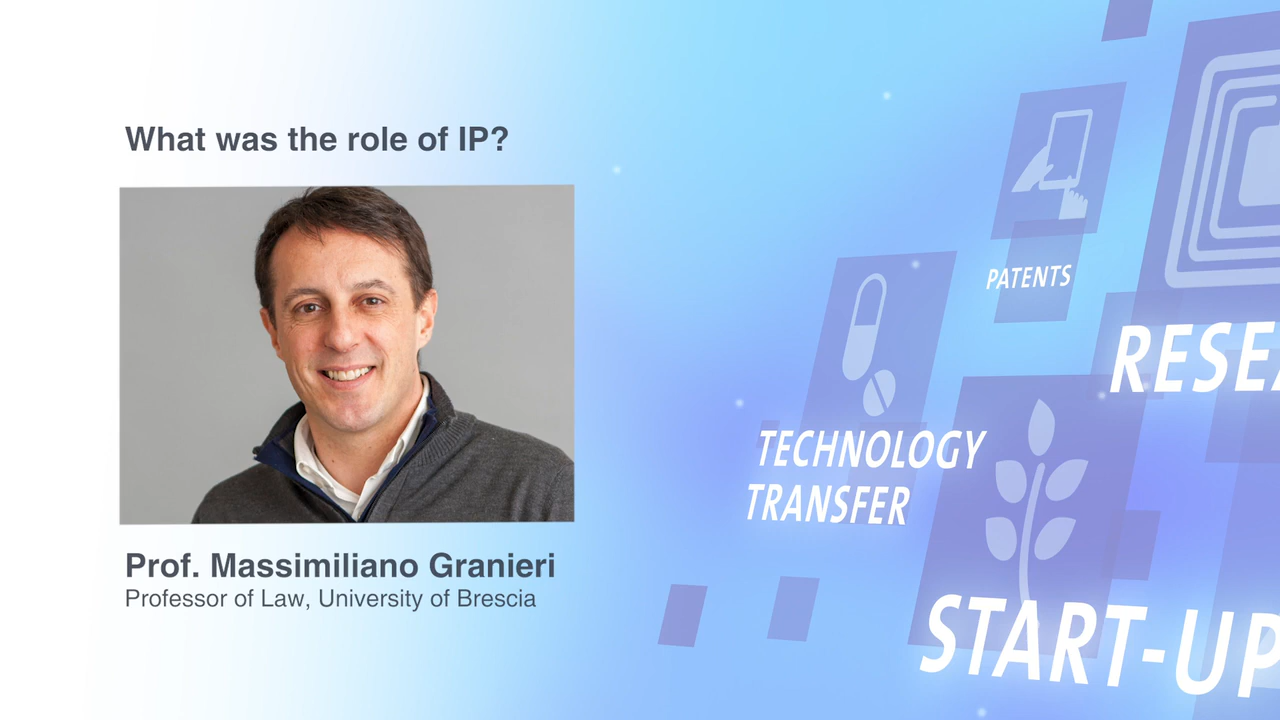 What was the role of IP?
Prof. Massimiliano Granieri
Professor of Law, University of Brescia
PATENTS
TECHNOLOGY
TRANSFER
START-UP